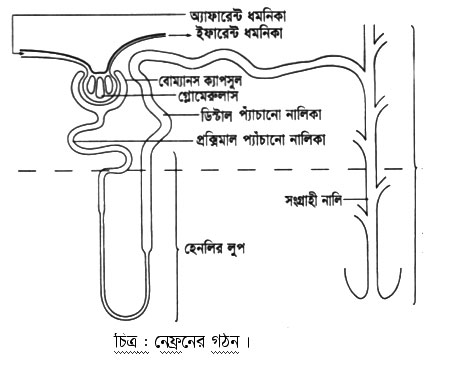 অ্যাফারেন্ট ধমনিকা
ইফারেন্ট ধমনিকা
বোম্যানস ক্যাপসুল
গ্লোমেরুলাস
ডিস্টাল প্যাচানো নালিকা
প্রক্সিমাল প্যাঁচানো নালিকা
সংগ্রাহী নালি
হেনলির লুপ
চিত্র : নেফ্রনের গঠন ।